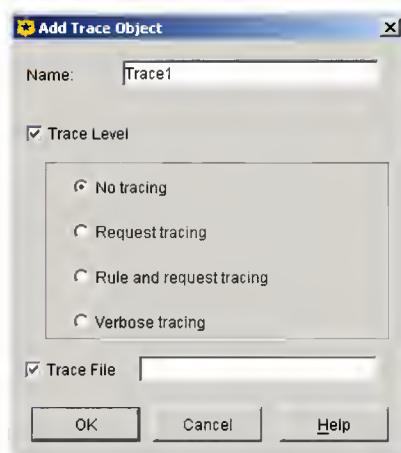 Add Trace Object
Name: Trace1
Trace Level
No tracing
Request tracing
Rule and request tracing
Verbose tracing
Trace File
OK Cancel Help